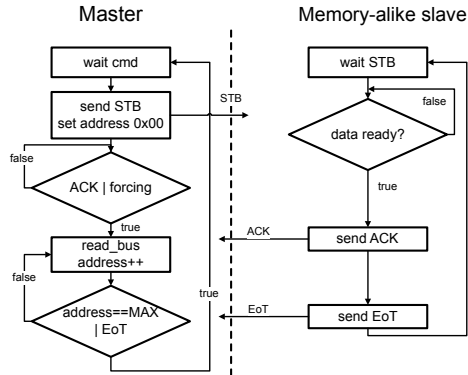 Master
Memory-alike slave
wait cmd
wait STB
send STB
set address 0x00
STB
false
false
data ready?
ACK | forcing
true
true
read_bus
address++
ACK
send ACK
false
true
address==MAX
| EoT
EoT
send EoT